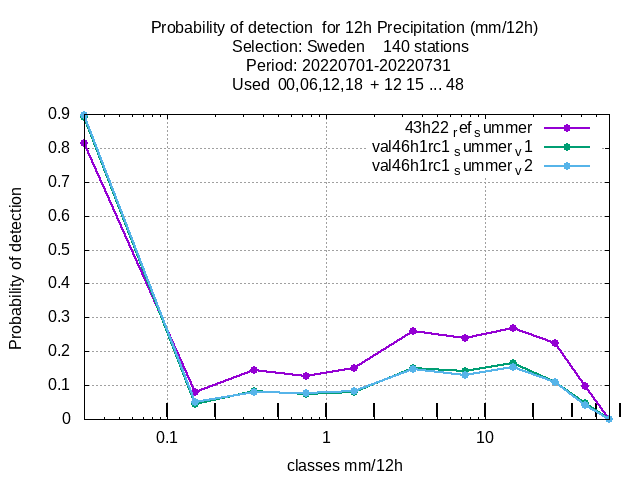 Probability of detection  for 12h Precipitation (mm/12h)
Selection: Sweden    140 stations
Period: 20220701-20220731
Used  00,06,12,18  + 12 15 ... 48
43h22 ref summer
val46h1rc1 summer v1
val46h1rc1 summer v2
Probability of detection
0.9
0.8
0.7
0.6
0.5
0.4
0.3
0.2
0.1
0
0.1 1 10
classes mm/12h